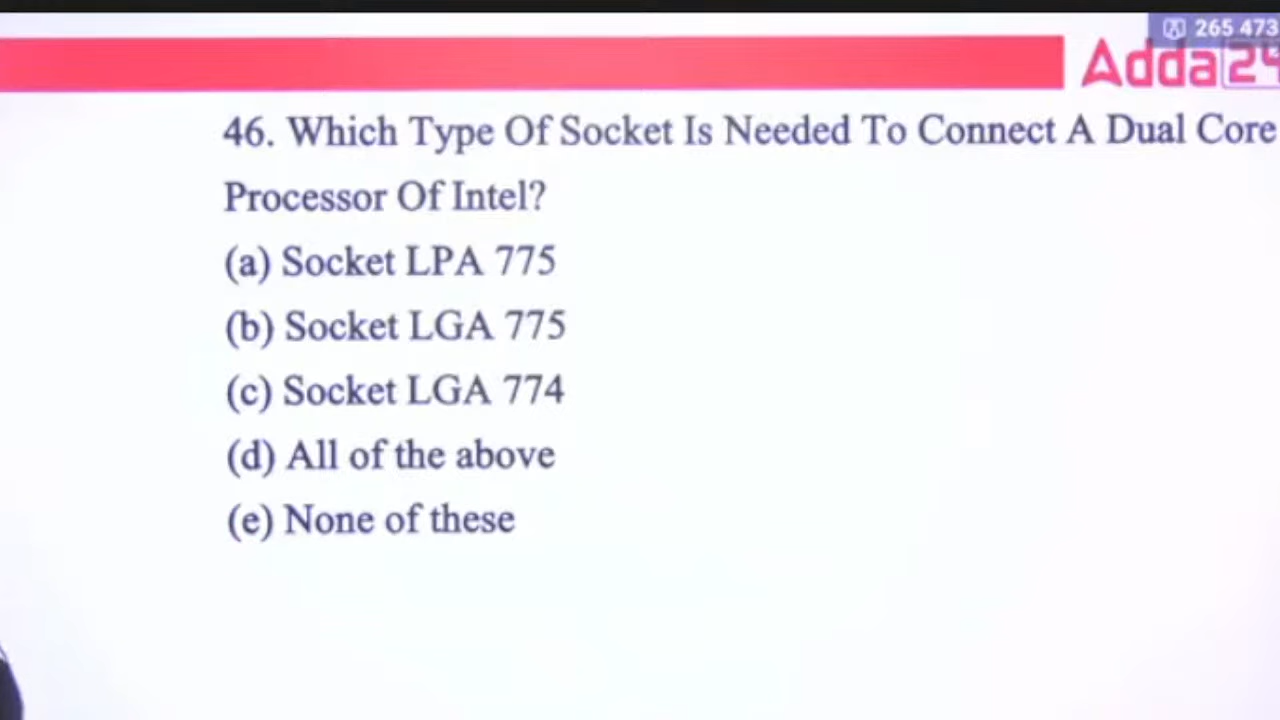 265 473
Adda24
46. Which Type Of Socket Is Needed To Connect A Dual Core
Processor Of Intel?
(a) Socket LPA 775
(b) Socket LGA 775
(c) Socket LGA 774
(d) All of the above
(e) None of these